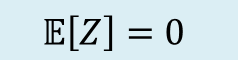 𝔼[Z] = 0